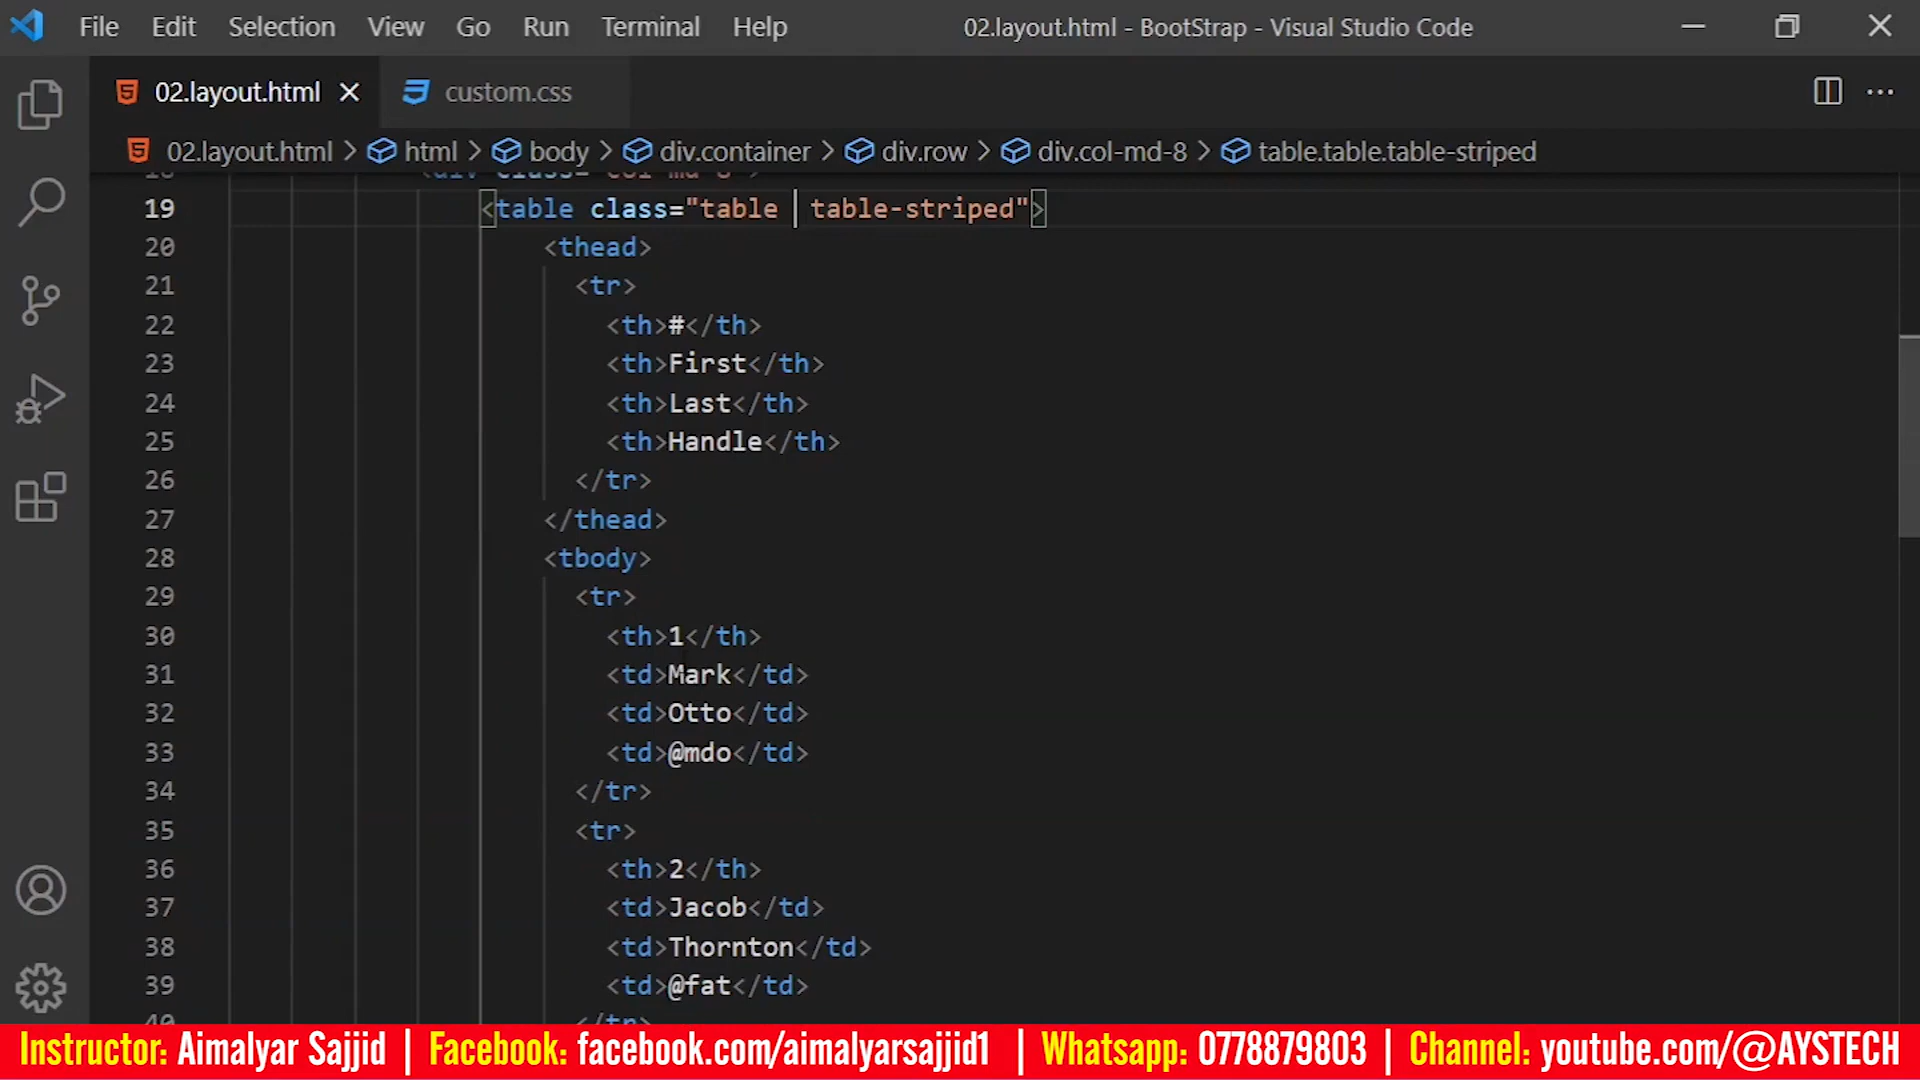 File Edit Selection View Go Run Terminal Help 02.layout.html - BootStrap - Visual Studio Code
02.layout.html custom.css
02.layout.html > html > body > div.container > div.row > div.col-md-8 > table.table.table-striped
19 <table class="table  table-striped">
20 <thead>
21 <tr>
22 <th>#</th>
23 <th>First</th>
24 <th>Last</th>
25 <th>Handle</th>
26 </tr>
27 </thead>
28 <tbody>
29 <tr>
30 <th>1</th>
31 <td>Mark</td>
32 <td>Otto</td>
33 <td>@mdo</td>
34 </tr>
35 <tr>
36 <th>2</th>
37 <td>Jacob</td>
38 <td>Thornton</td>
39 <td>@fat</td>
Instructor: Aimalyar Sajjid | Facebook: facebook.com/aimalyarsajjid1 | Whatsapp: 0778879803 | Channel: youtube.com/@AYSTECH